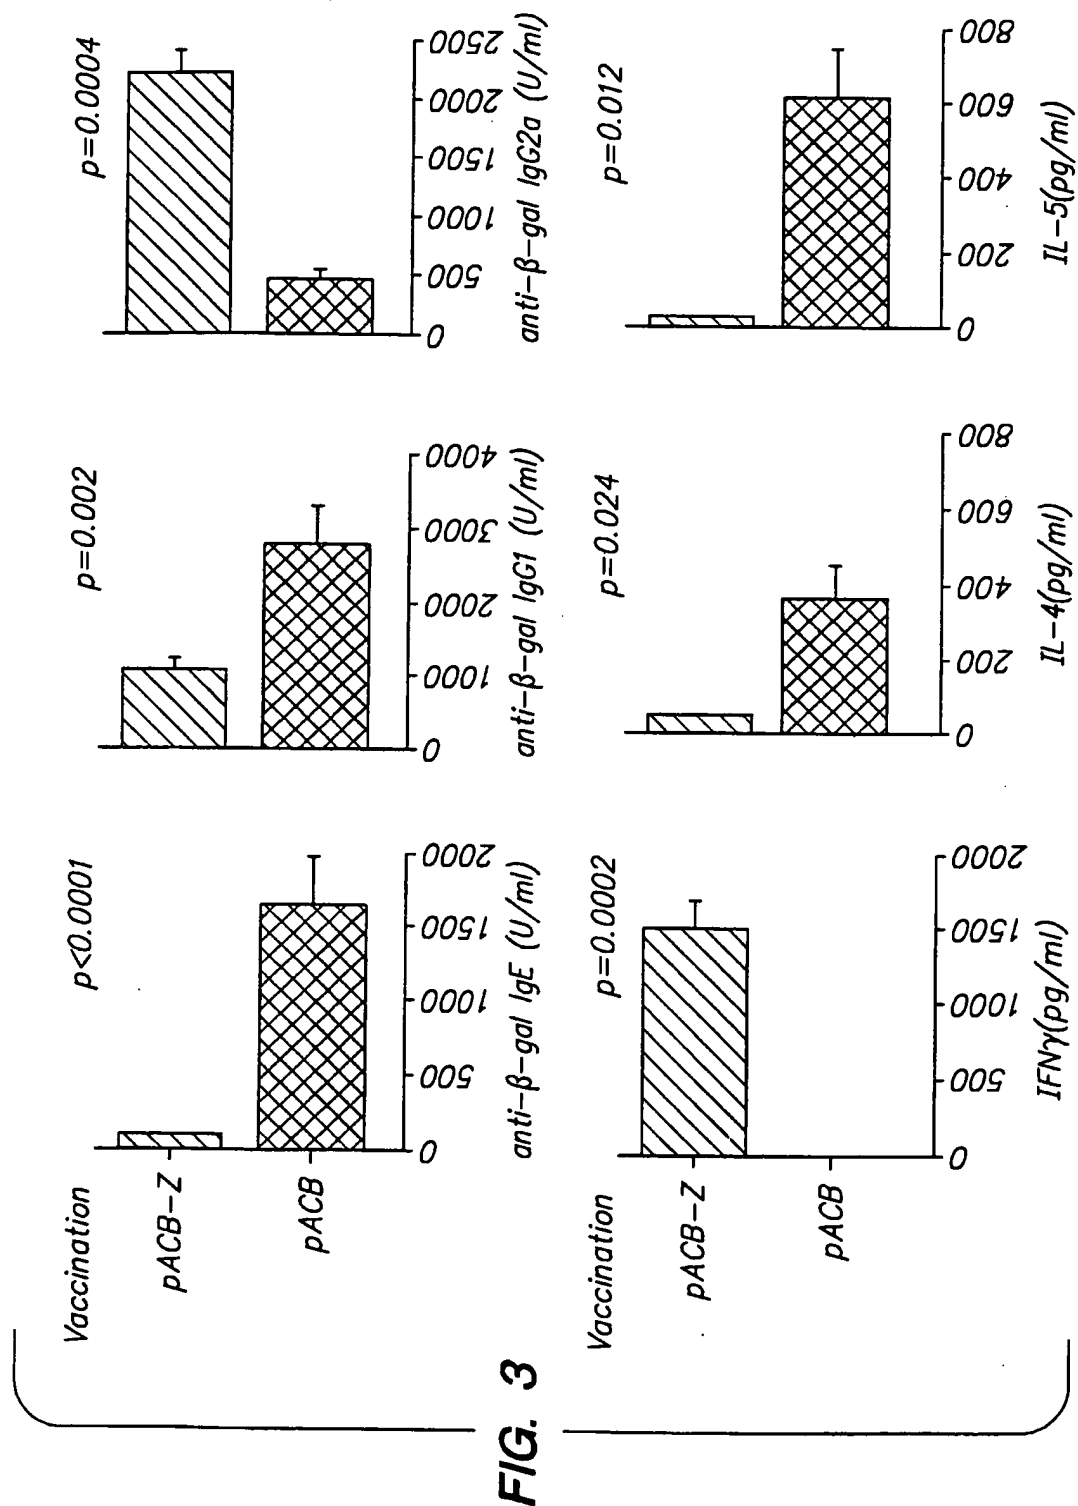 Vaccination
p<0.0001
p=0.002
p=0.0004
pACB-Z
pACB
0
500
1000
1500
2000
anti-β-gal IgE (U/ml)
0
1000
2000
3000
4000
anti-β-gal IgG1 (U/ml)
0
500
1000
1500
2000
2500
anti-β-gal IgG2a (U/ml)
Vaccination
p=0.0002
p=0.024
p=0.012
pACB-Z
pACB
0
500
1000
1500
2000
IFNγ(pg/ml)
0
200
400
600
800
IL-4(pg/ml)
0
200
400
600
800
IL-5(pg/ml)
FIG. 3